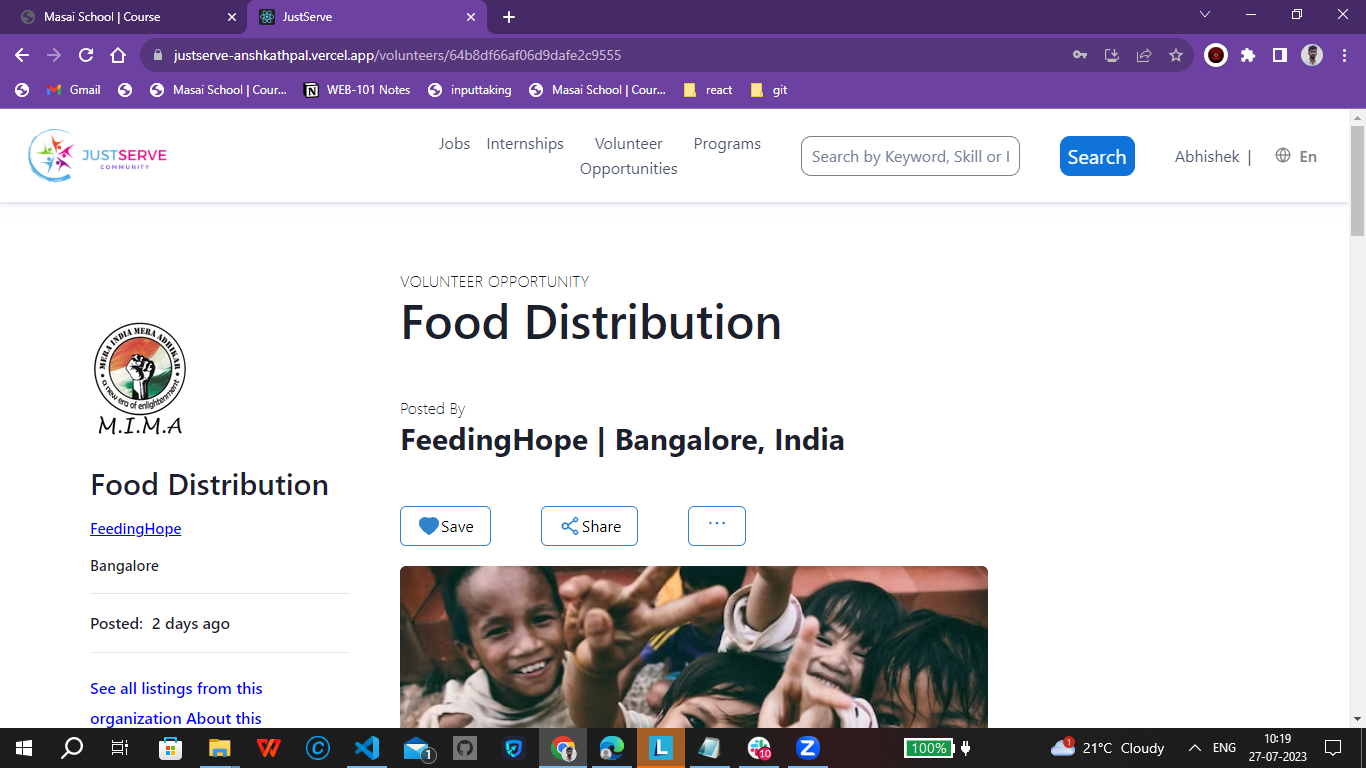 Masai School | Course
JustServe
justserve-anshkathpal.vercel.app/volunteers/64b8df66af06d9dafe2c9555
Gmail
Masai School | Cour...
WEB-101 Notes
inputtaking
Masai School | Cour...
react
git
JUSTSERVE
COMMUNITY
Jobs
Internships
Volunteer
Opportunities
Programs
Search by Keyword, Skill or I
Search
Abhishek |
En
VOLUNTEER OPPORTUNITY
Food Distribution
Posted By
FeedingHope | Bangalore, India
Save
Share
...
MERA INDIA MERA ADHIKAR
a new era of enlightenment
M.I.M.A
Food Distribution
FeedingHope
Bangalore
Posted: 2 days ago
See all listings from this
organization About this
1
10
100%
1
21°C Cloudy
ENG
10:19
27-07-2023